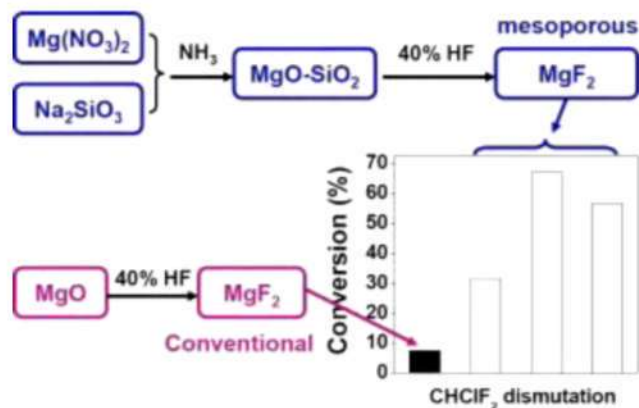 mesoporous
Mg(NO₃)₂
Na₂SiO₃
NH₃
MgO-SiO₂
40% HF
MgF₂
MgO
40% HF
MgF₂
Conventional
Conversion (%)
70
60
50
40
30
20
10
0
CHClF₂ dismutation